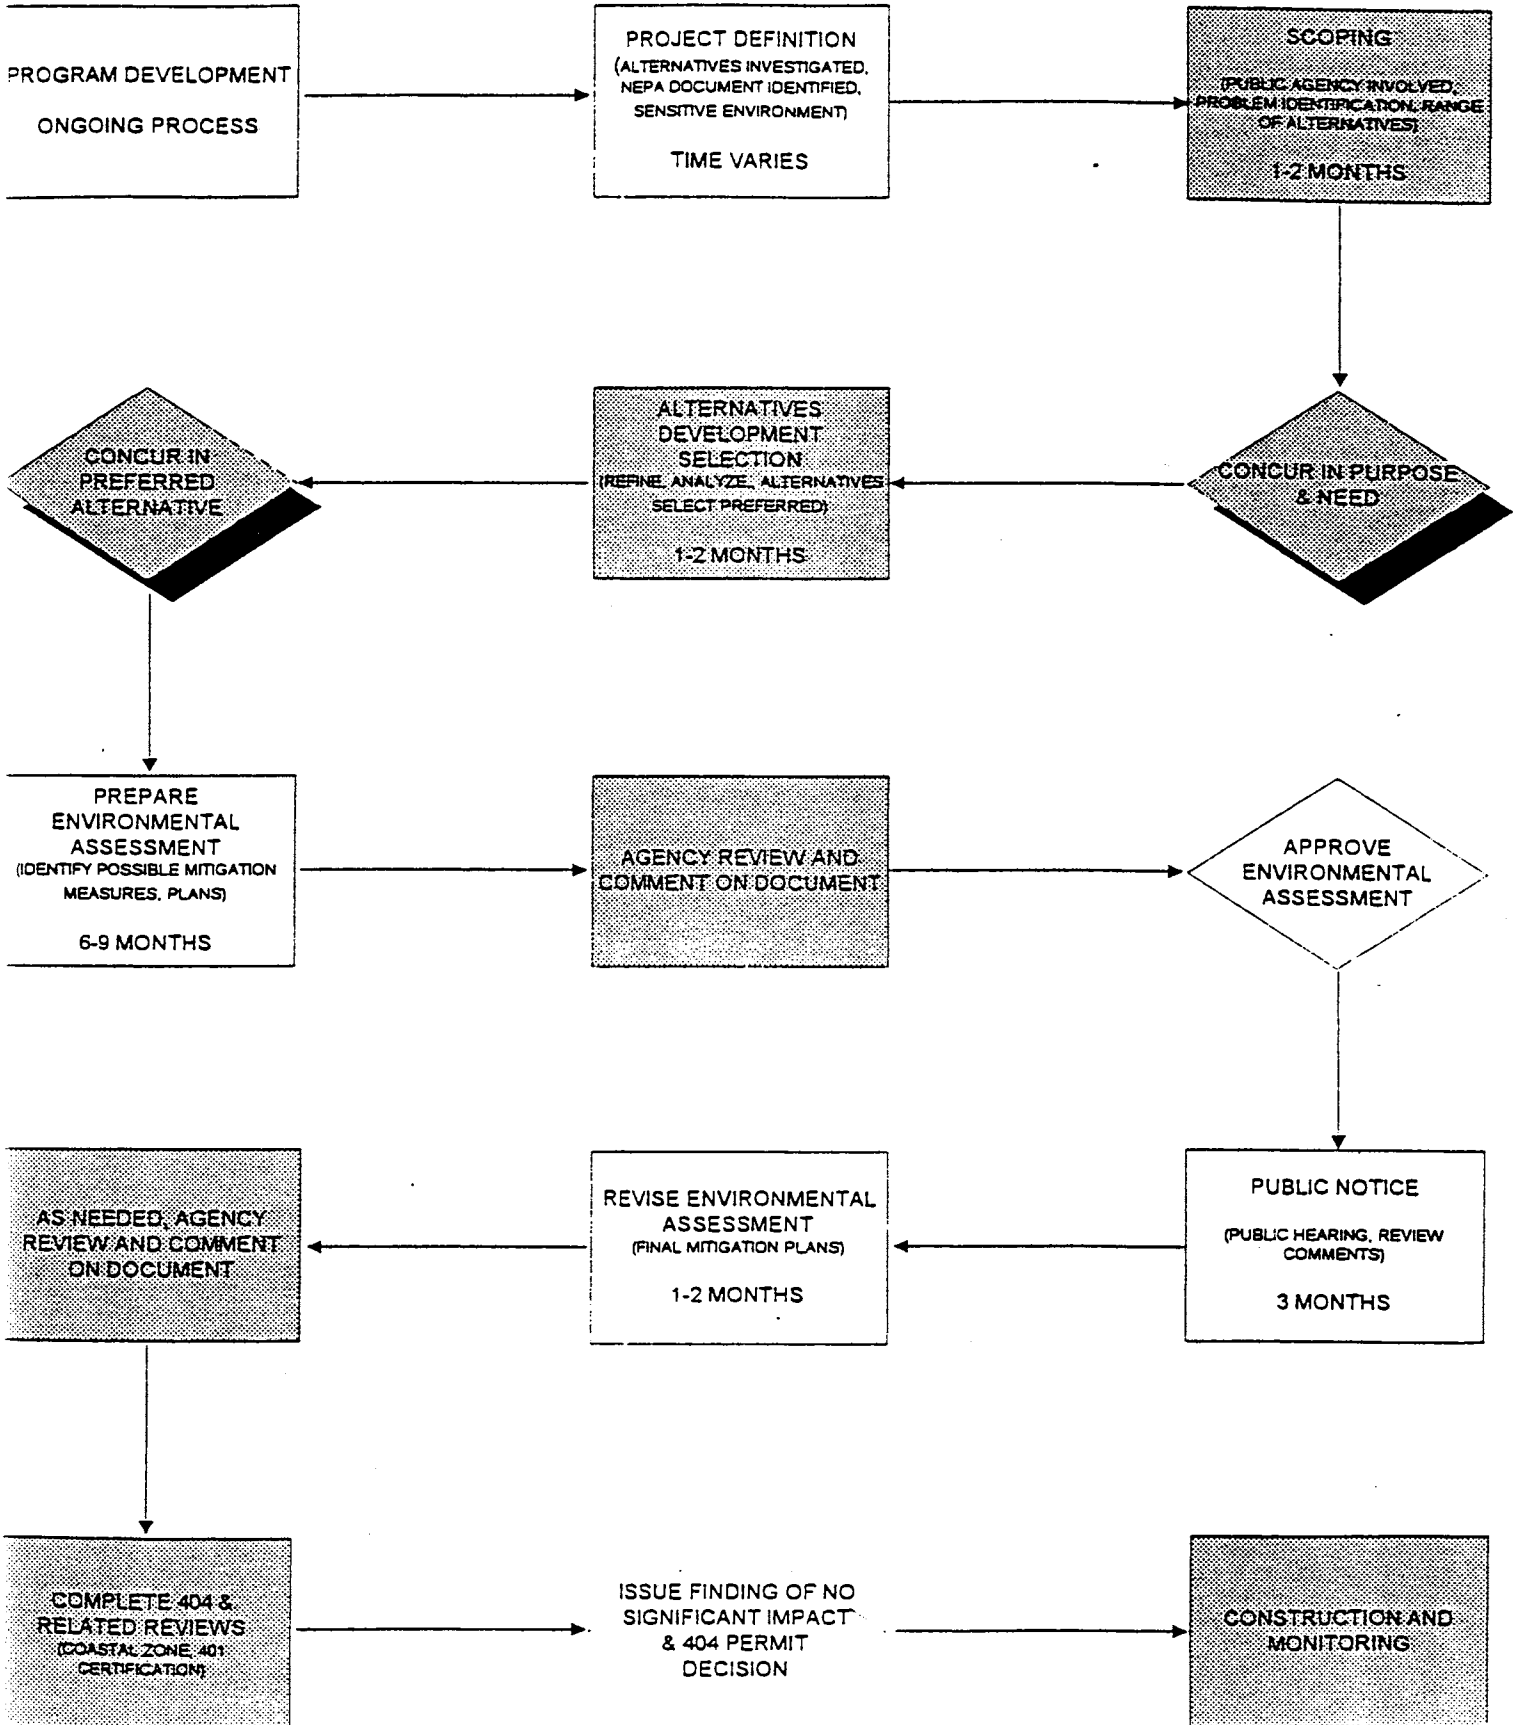 PROGRAM DEVELOPMENT
ONGOING PROCESS
PROJECT DEFINITION
(ALTERNATIVES INVESTIGATED,
NEPA DOCUMENT IDENTIFIED,
SENSITIVE ENVIRONMENT)
TIME VARIES
SCOPING
(PUBLIC AGENCY INVOLVED,
PROBLEM IDENTIFICATION, RANGE
OF ALTERNATIVES)
1-2 MONTHS
CONCUR IN PURPOSE
& NEED
ALTERNATIVES
DEVELOPMENT
SELECTION
(REFINE, ANALYZE, ALTERNATIVES
SELECT PREFERRED)
1-2 MONTHS
CONCUR IN
PREFERRED
ALTERNATIVE
PREPARE
ENVIRONMENTAL
ASSESSMENT
(IDENTIFY POSSIBLE MITIGATION
MEASURES, PLANS)
6-9 MONTHS
AGENCY REVIEW AND
COMMENT ON DOCUMENT
APPROVE
ENVIRONMENTAL
ASSESSMENT
PUBLIC NOTICE
(PUBLIC HEARING, REVIEW
COMMENTS)
3 MONTHS
REVISE ENVIRONMENTAL
ASSESSMENT
(FINAL MITIGATION PLANS)
1-2 MONTHS
AS NEEDED, AGENCY
REVIEW AND COMMENT
ON DOCUMENT
COMPLETE 404 &
RELATED REVIEWS
(COASTAL ZONE, 401
CERTIFICATION)
ISSUE FINDING OF NO
SIGNIFICANT IMPACT
& 404 PERMIT
DECISION
CONSTRUCTION AND
MONITORING